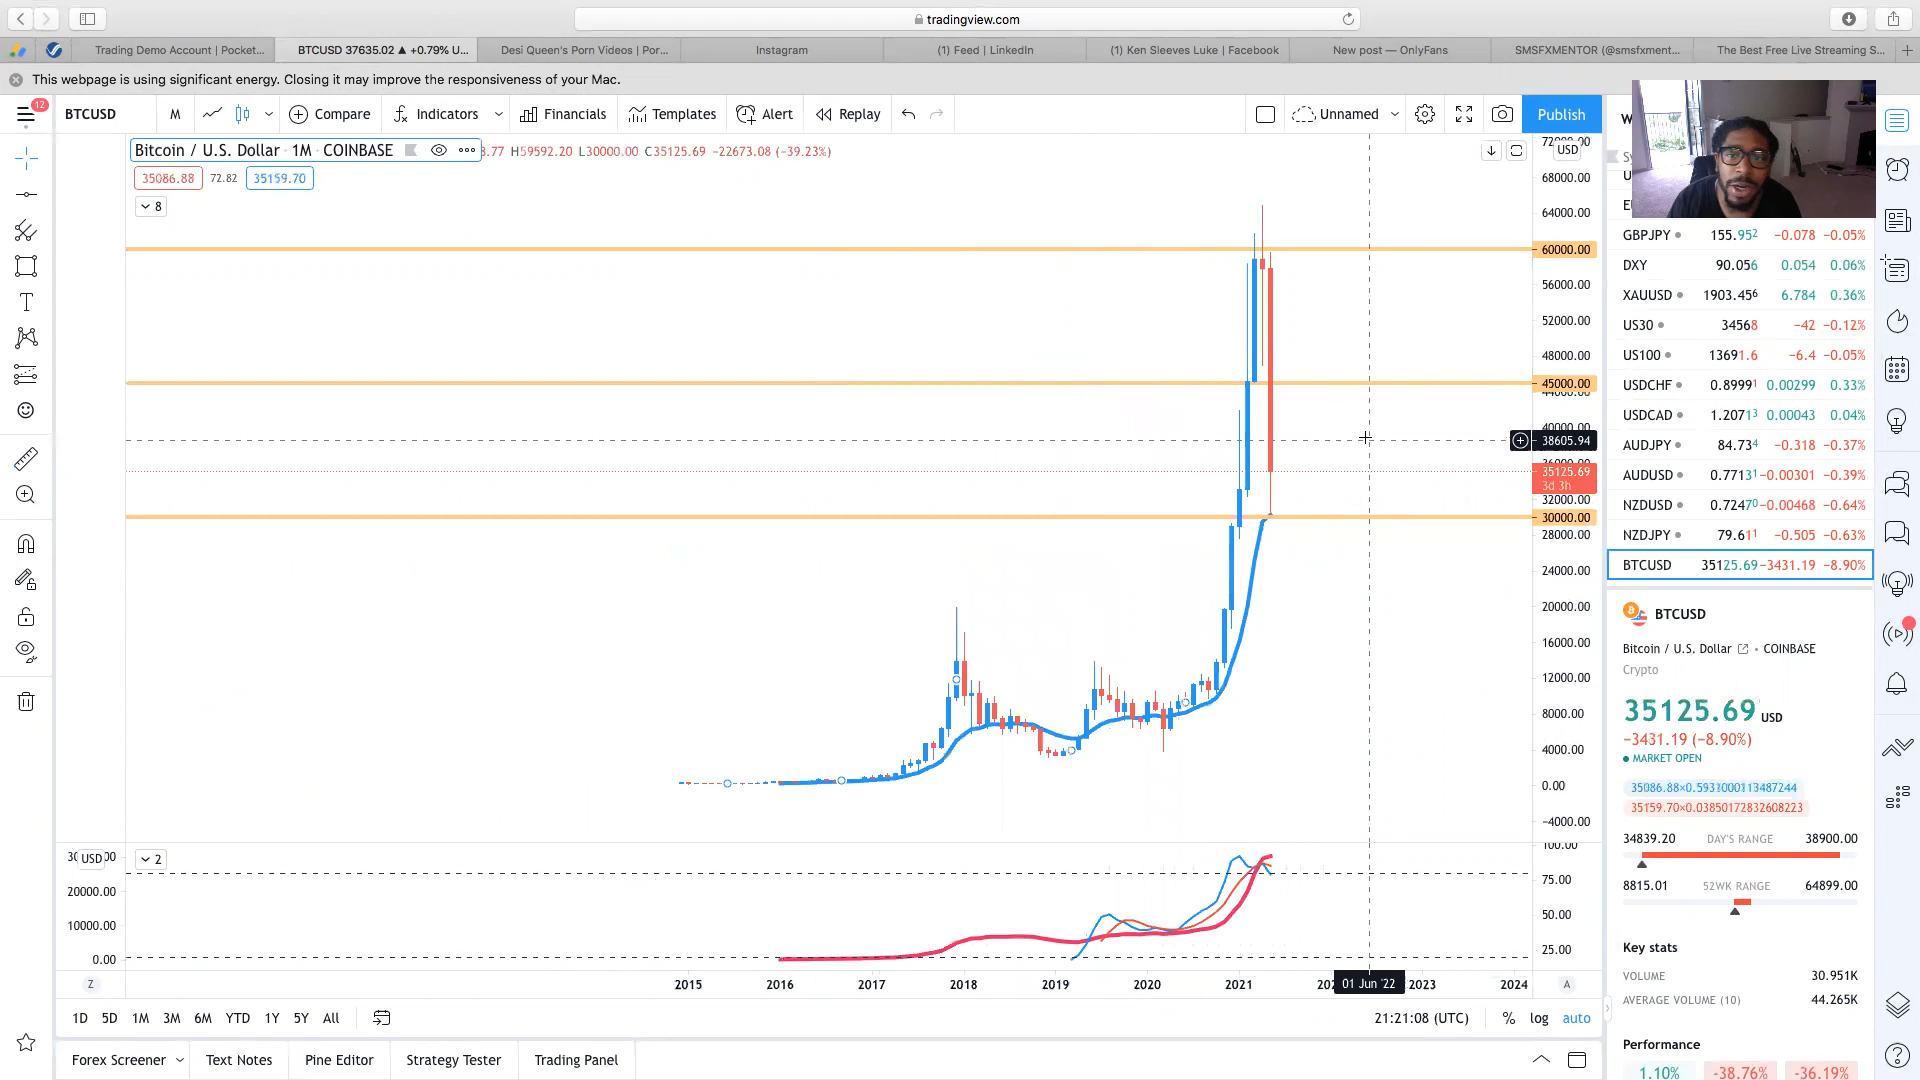 tradingview.com
Trading Demo Account | Pocket...
BTCUSD 37635.02 ▲ +0.79% U...
Desi Queen's Porn Videos | Por...
Instagram
(1) Feed | LinkedIn
(1) Ken Sleeves Luke | Facebook
New post — OnlyFans
SMSFXMENTOR (@smsfxment...
The Best Free Live Streaming S...
This webpage is using significant energy. Closing it may improve the responsiveness of your Mac.
12
BTCUSD M Compare Indicators Financials Templates Alert Replay Unnamed Publish
Bitcoin / U.S. Dollar · 1M · COINBASE
8.77 H59592.20 L30000.00 C35125.69 −22673.08 (−39.23%)
35086.88 72.82 35159.70
8
USD
72000.00
68000.00
64000.00
60000.00
56000.00
52000.00
48000.00
45000.00
44000.00
40000.00
38605.94
36000.00
35125.69
3d 3h
32000.00
30000.00
28000.00
24000.00
20000.00
16000.00
12000.00
8000.00
4000.00
0.00
−4000.00
USD
2
20000.00
10000.00
0.00
100.00
75.00
50.00
25.00
Z 2015 2016 2017 2018 2019 2020 2021 01 Jun '22 2023 2024 A
1D 5D 1M 3M 6M YTD 1Y 5Y All
21:21:08 (UTC) % log auto
Forex Screener Text Notes Pine Editor Strategy Tester Trading Panel
GBPJPY 155.952 −0.078 −0.05%
DXY 90.056 0.054 0.06%
XAUUSD 1903.456 6.784 0.36%
US30 34568 −42 −0.12%
US100 13691.6 −6.4 −0.05%
USDCHF 0.89991 0.00299 0.33%
USDCAD 1.20713 0.00043 0.04%
AUDJPY 84.734 −0.318 −0.37%
AUDUSD 0.77131 −0.00301 −0.39%
NZDUSD 0.72470 −0.00468 −0.64%
NZDJPY 79.611 −0.505 −0.63%
BTCUSD 35125.69 −3431.19 −8.90%
BTCUSD
Bitcoin / U.S. Dollar • COINBASE
Crypto
35125.69 USD
−3431.19 (−8.90%)
MARKET OPEN
35086.88×0.5937000113487244
35159.70×0.03850172832608223
34839.20 DAY'S RANGE 38900.00
8815.01 52WK RANGE 64899.00
Key stats
VOLUME 30.951K
AVERAGE VOLUME (10) 44.265K
Performance
1.10% -38.76% -36.19%